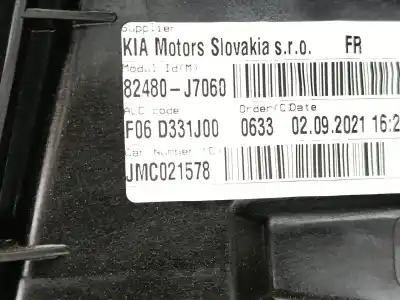 Supplier
KIA Motors Slovakia s.r.o. FR
Modul Id(M)
82480-J7060
ALC code Order/(C)Date
F06 D331J00 0633 02.09.2021 16:2
Car Number (C)
JMC021578